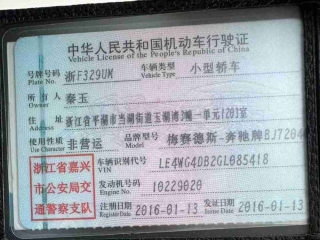 中华人民共和国机动车行驶证
Vehicle License of the People's Republic of China
号牌号码 浙F329UM 车辆类型 小型轿车
Plate No. Vehicle Type
所有人 秦玉
Owner
住址 浙江省平湖市当湖街道玉湖湾2幢一单元1203室
Address
使用性质 非营运 品牌型号 梅赛德斯-奔驰牌BJ7204
Use Character Model
浙江省嘉兴 车辆识别代号 LE4WG4DB2GL085418
VIN
市公安局交 发动机号码 10229020
Engine No.
通警察支队 注册日期 2016-01-13 发证日期 2016-01-13
Register Date Issue Date